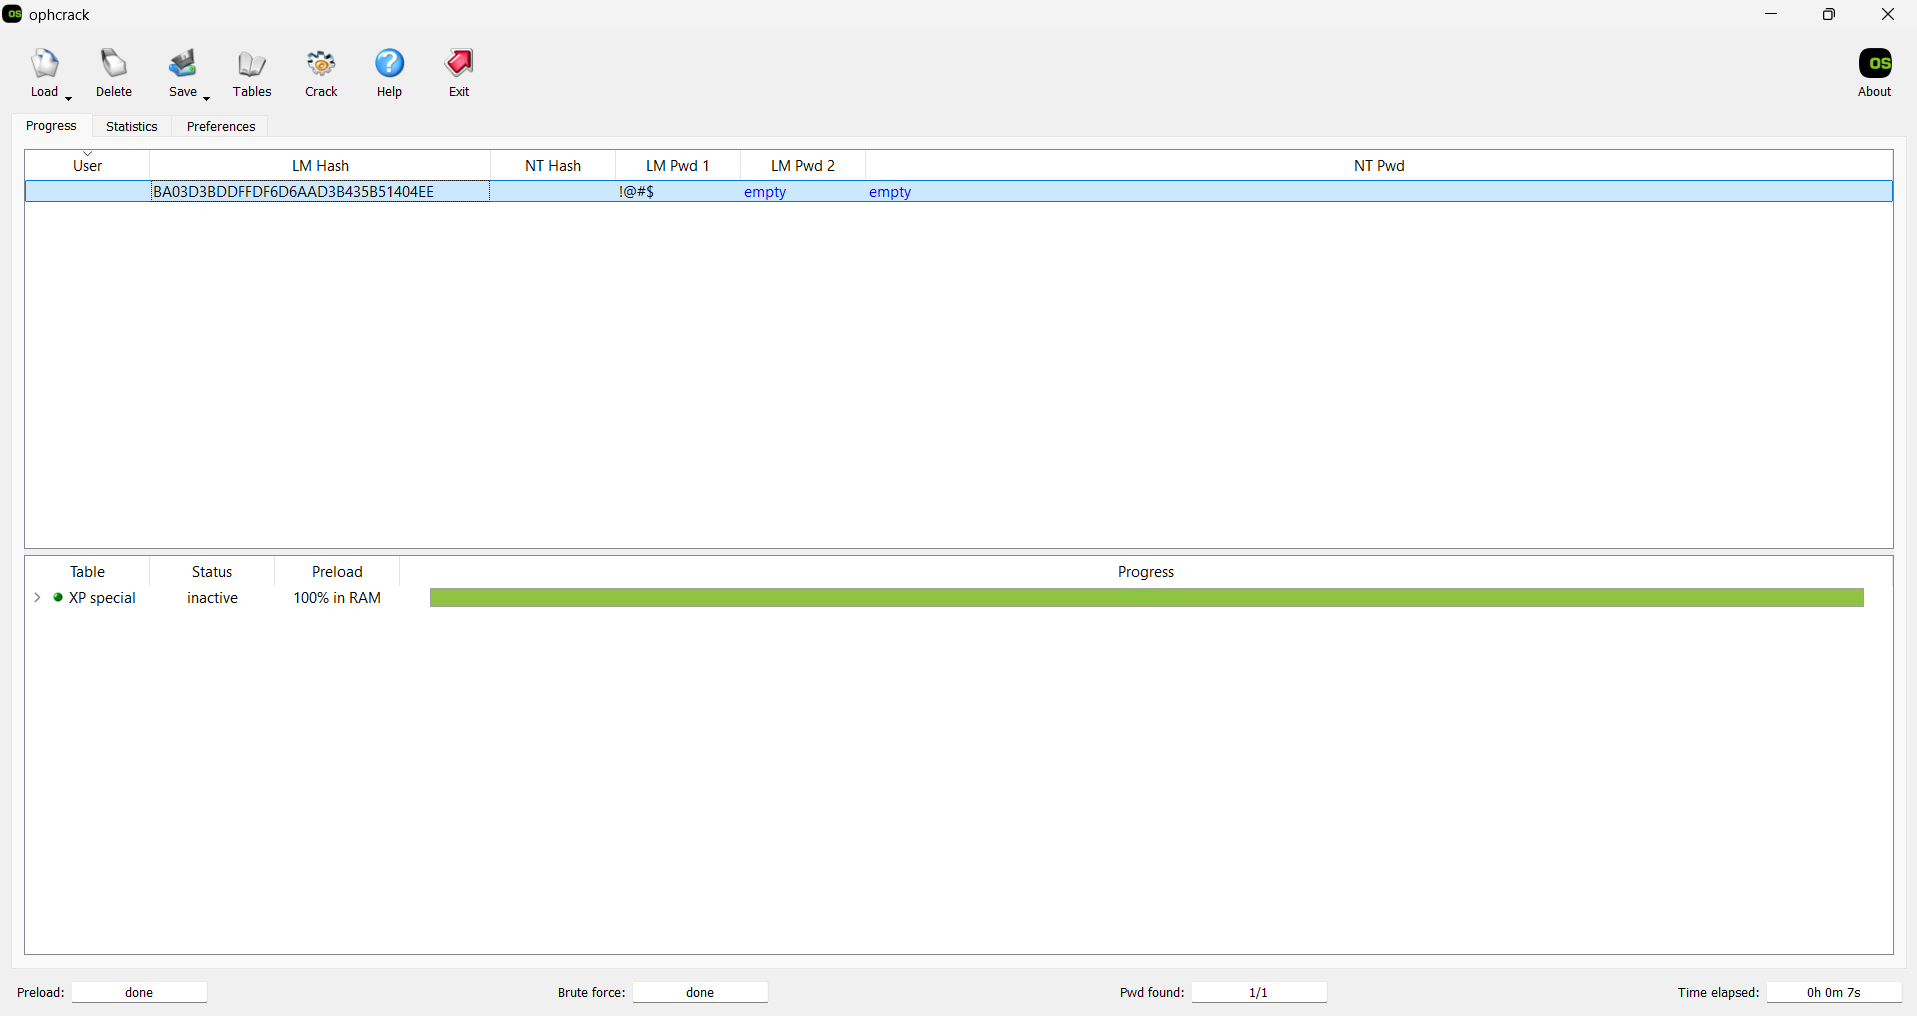 OS ophcrack
Load Delete Save Tables Crack Help Exit OS About
Progress Statistics Preferences
User LM Hash NT Hash LM Pwd 1 LM Pwd 2 NT Pwd
BA03D3BDDFFDF6D6AAD3B435B51404EE !@#$ empty empty
Table Status Preload Progress
XP special inactive 100% in RAM
Preload: done Brute force: done Pwd found: 1/1 Time elapsed: 0h 0m 7s